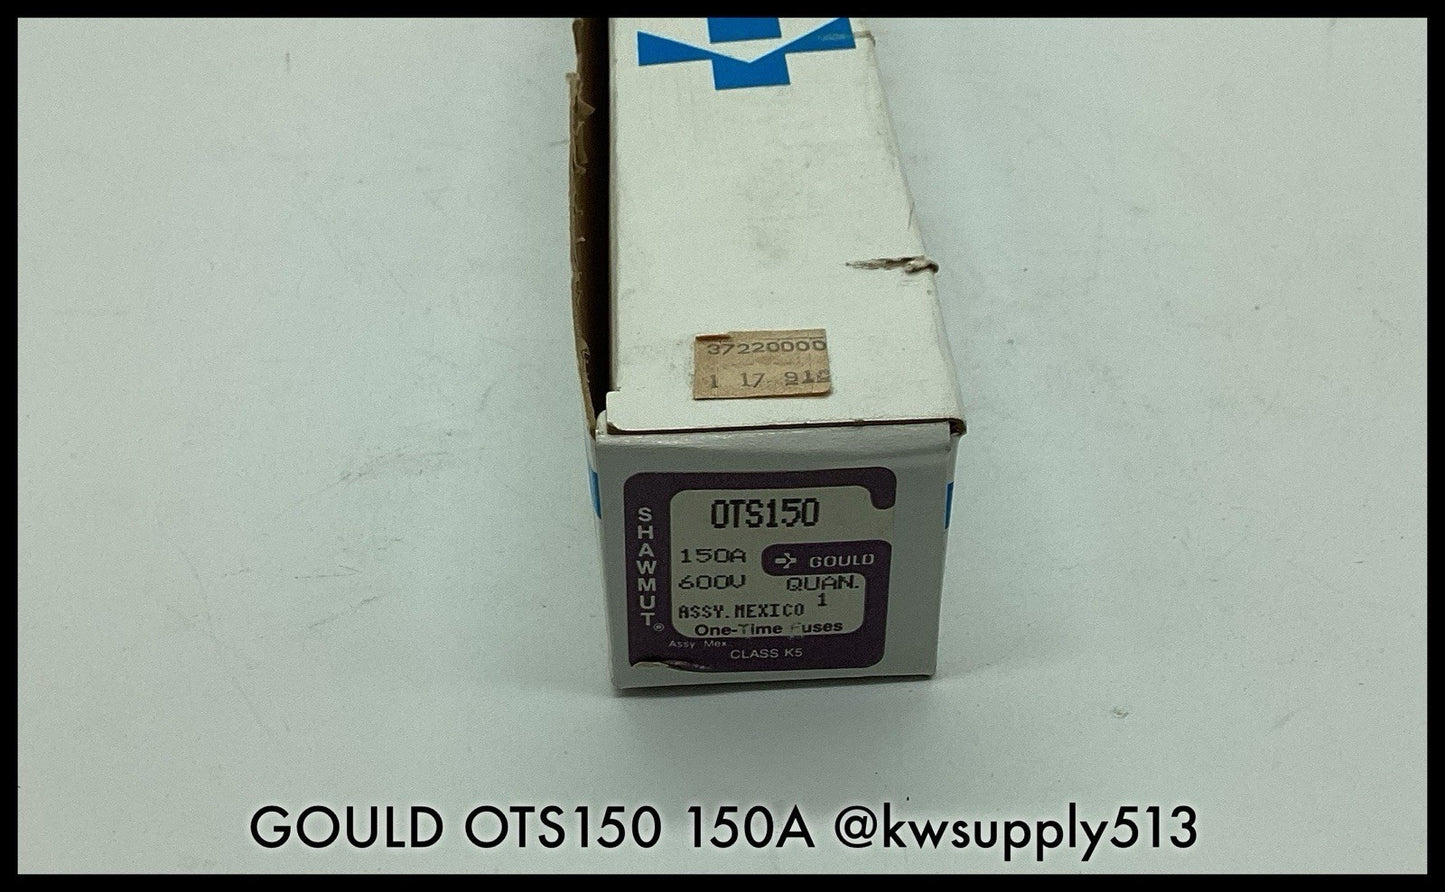 37220000
1 17
SHAWMUT®
OTS150
150A
GOULD
600V QUAN.
1
ASSY.MEXICO
One-Time Fuses
Assy Mex
CLASS K5
GOULD OTS150 150A @kwsupply513